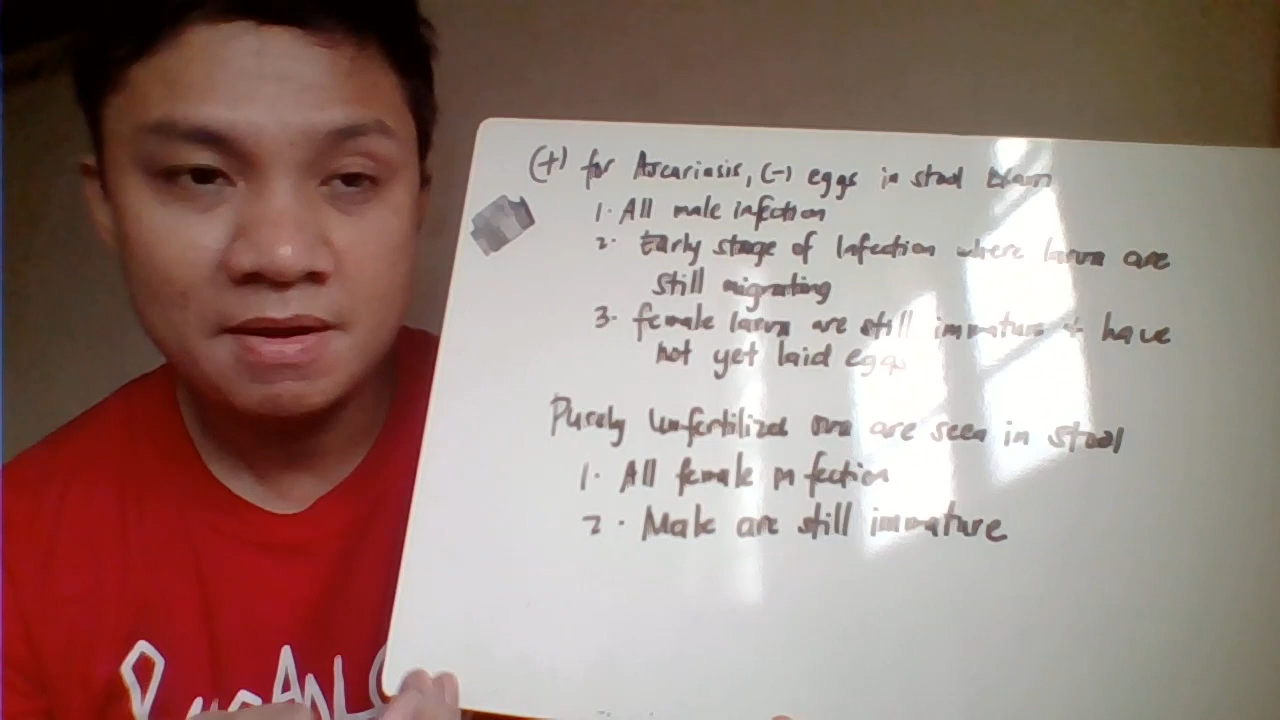 (+) for Ascariasis, (-) eggs in stool exam
1. All male infection
2. Early stage of Infection where larva are
still migrating
3. female larva are still immature + have
not yet laid eggs
Purely Unfertilized ova are seen in stool
1. All female infection
2. Male are still immature